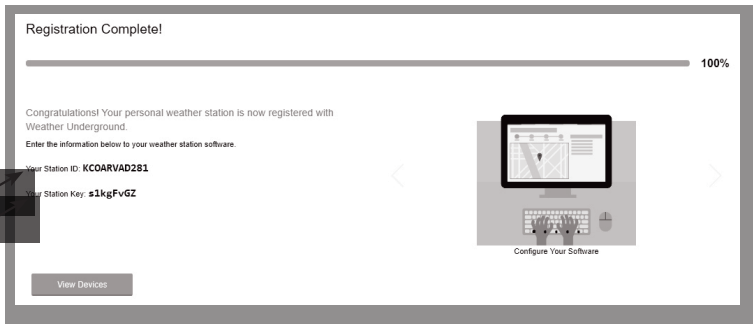 Registration Complete!
100%
Congratulations! Your personal weather station is now registered with
Weather Underground.
Enter the information below to your weather station software.
Your Station ID: KCOARVAD281
Your Station Key: s1kgFvGZ
Configure Your Software
View Devices